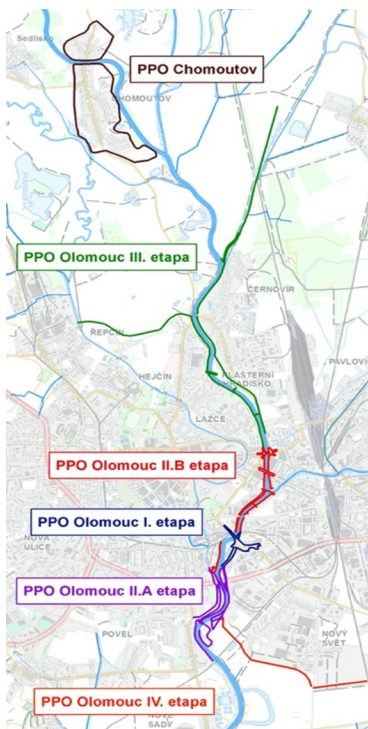 Sedlisko
PPO Chomoutov
CHOMOUTOV
PPO Olomouc III. etapa
ČERNOVÍR
ŘEPČÍN
PAVLOVI
HEJČÍN
KLÁŠTERNÍ
HRADISKO
LAZCE
PPO Olomouc II.B etapa
PPO Olomouc I. etapa
NOVÁ
ULICE
PPO Olomouc II.A etapa
POVEL
NOVÝ
SVĚT
PPO Olomouc IV. etapa
NOVÉ
SADY